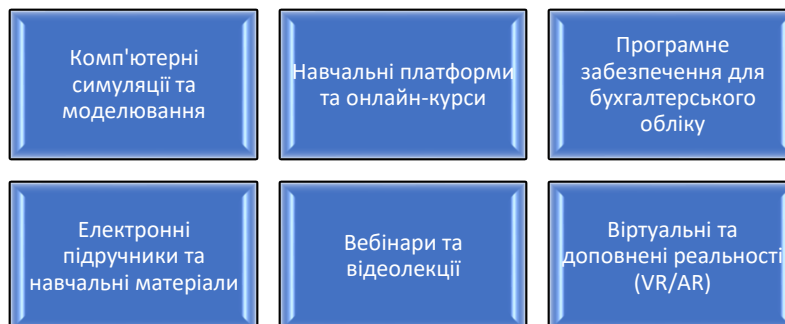 Комп'ютерні
симуляції та
моделювання
Навчальні платформи
та онлайн-курси
Програмне
забезпечення для
бухгалтерського
обліку
Електронні
підручники та
навчальні матеріали
Вебінари та
відеолекції
Віртуальні та
доповнені реальності
(VR/AR)